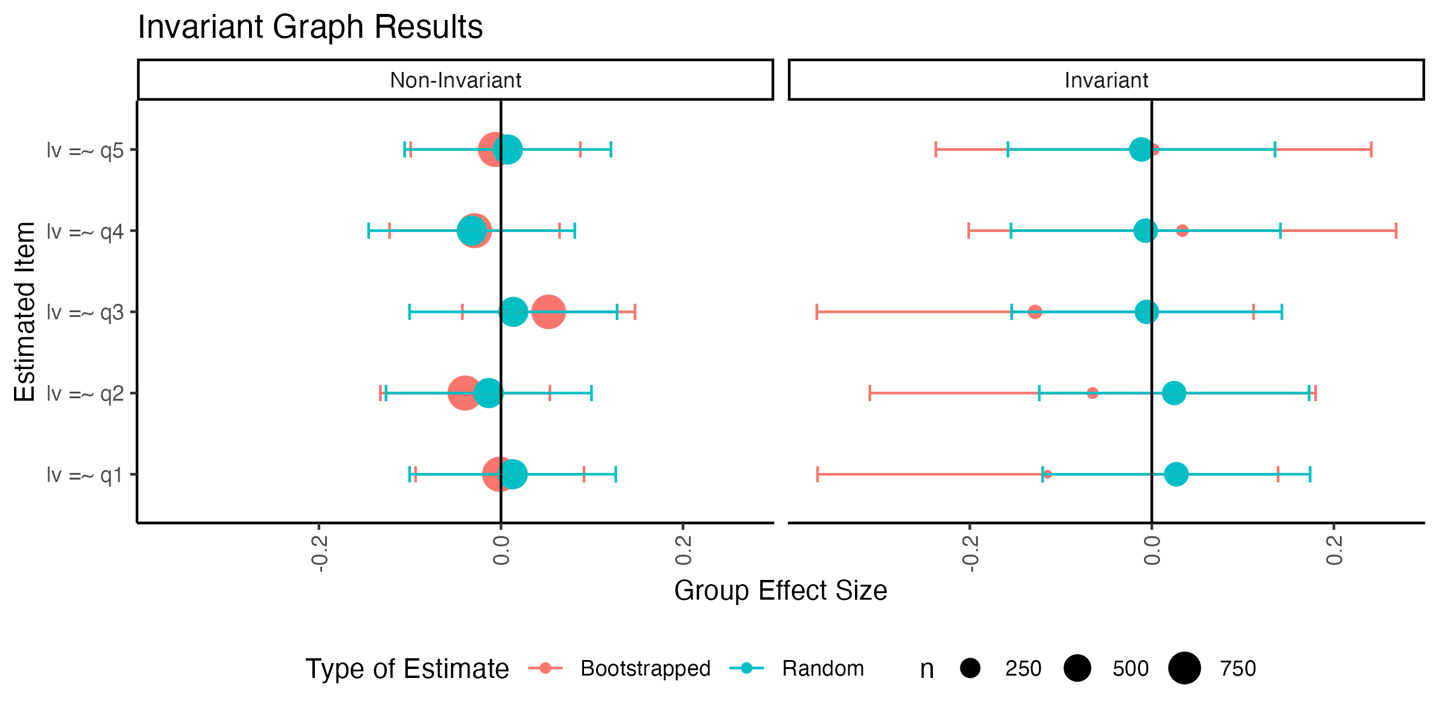 Invariant Graph Results
Non-Invariant Invariant
Estimated Item
lv =~ q5
lv =~ q4
lv =~ q3
lv =~ q2
lv =~ q1
-0.2 0.0 0.2 -0.2 0.0 0.2
Group Effect Size
Type of Estimate Bootstrapped Random n 250 500 750